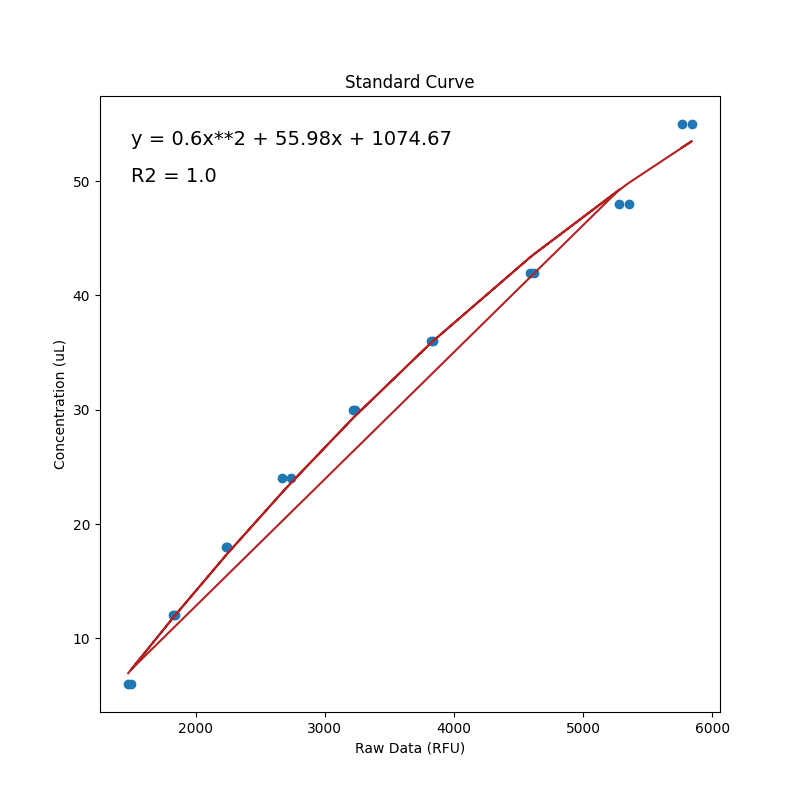 Standard Curve
y = 0.6x**2 + 55.98x + 1074.67
R2 = 1.0
50
40
30
20
10
Concentration (uL)
2000 3000 4000 5000 6000
Raw Data (RFU)